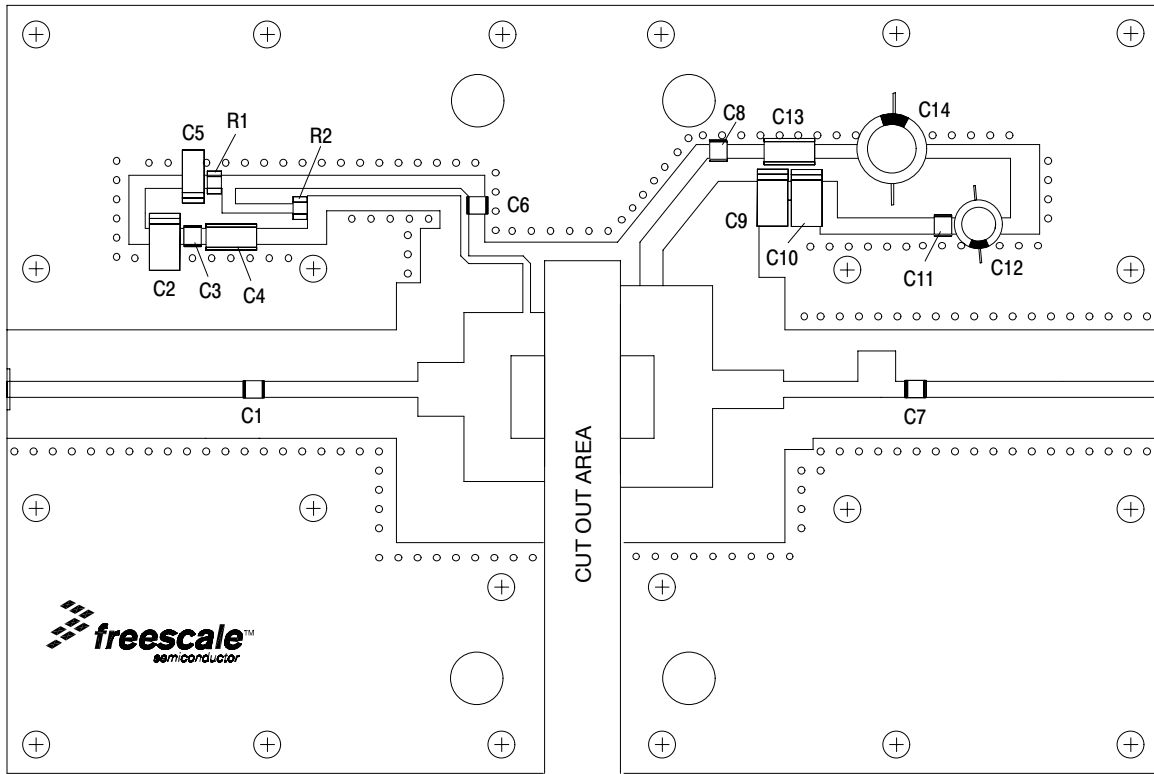 C5
R1
R2
C6
C2
C3
C4
C8
C13
C14
C9
C10
C11
C12
C1
C7
CUT OUT AREA
freescale™
semiconductor